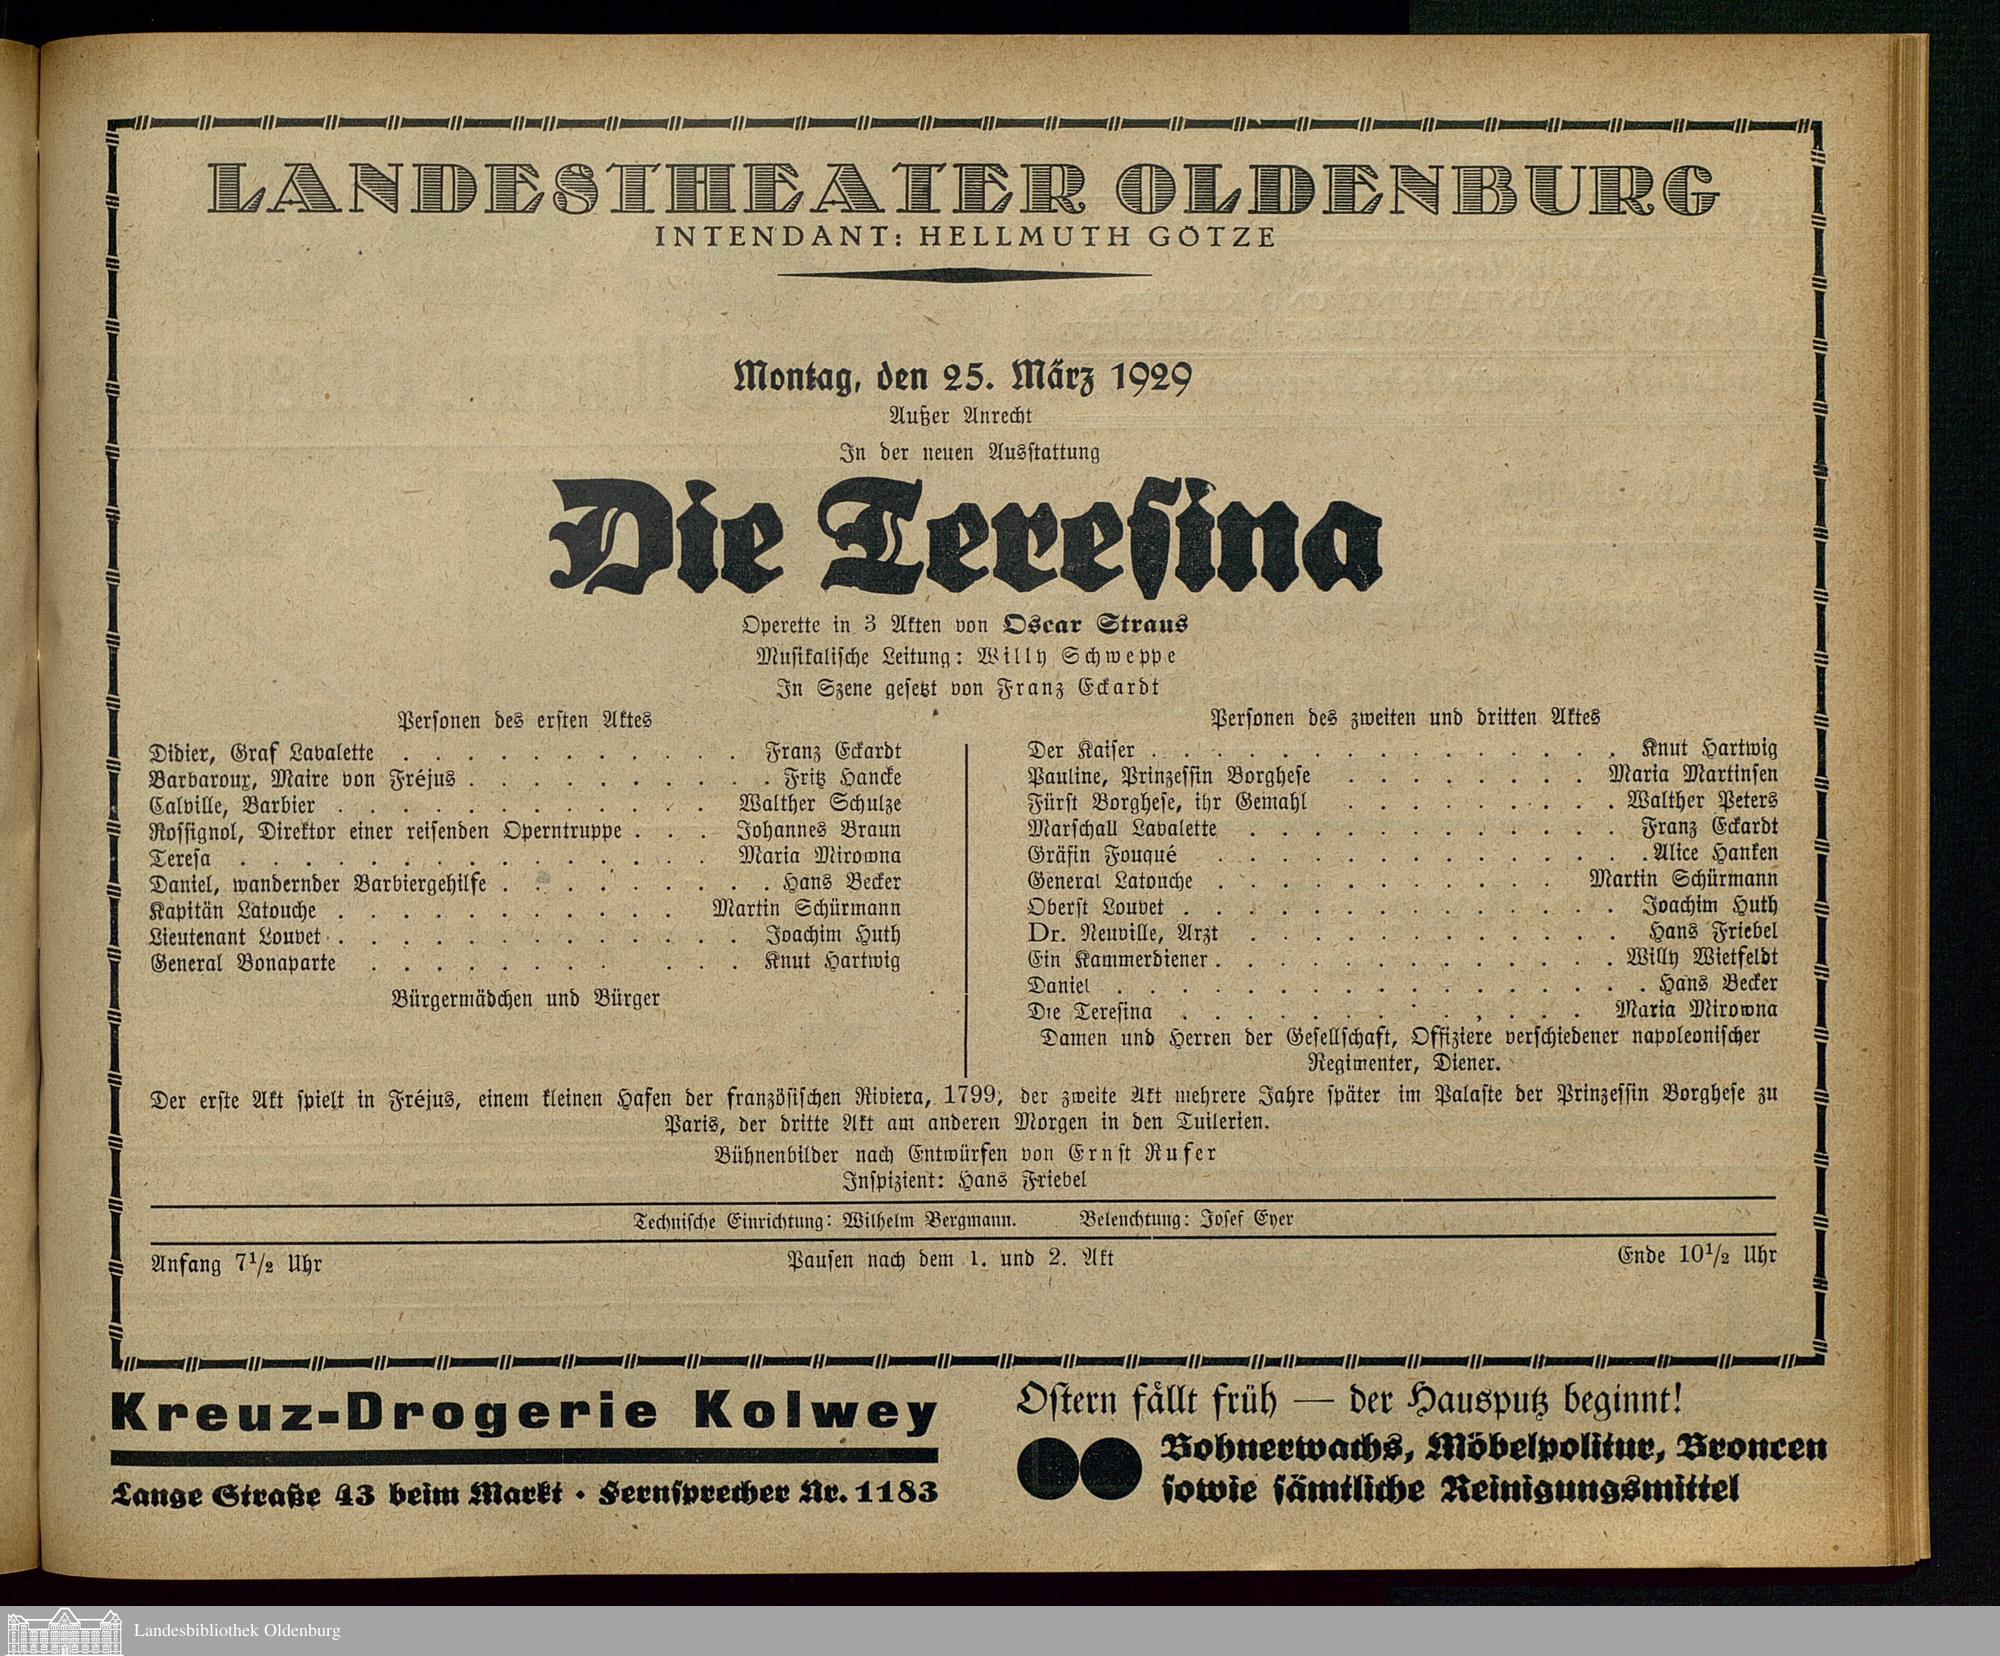 LANDESTHEATER OLDENBURG
INTENDANT: HELLMUTH GÖTZE
Montag, den 25. März 1929
Außer Anrecht
In der neuen Ausstattung
Die Teresina
Operette in 3 Akten von Oscar Straus
Musikalische Leitung: Willy Schweppe
In Szene gesetzt von Franz Eckardt
Personen des ersten Aktes
Didier, Graf Lavalette . . . . . . . . . . . Franz Eckardt
Barbaroux, Maire von Fréjus . . . . . . . . . . Fritz Hancke
Calville, Barbier . . . . . . . . . . . . Walther Schulze
Rossignol, Direktor einer reisenden Operntruppe . . . Johannes Braun
Teresa . . . . . . . . . . . . . . . Maria Mirowna
Daniel, wandernder Barbiergehilfe . . . . . . . . . Hans Becker
Kapitän Latouche . . . . . . . . . . . Martin Schürmann
Lieutenant Louvet . . . . . . . . . . . . . Joachim Huth
General Bonaparte . . . . . . . . . . . Knut Hartwig
Bürgermädchen und Bürger
Personen des zweiten und dritten Aktes
Der Kaiser . . . . . . . . . . . . . . . Knut Hartwig
Pauline, Prinzessin Borghese . . . . . . . . Maria Martinsen
Fürst Borghese, ihr Gemahl . . . . . . . . . Walther Peters
Marschall Lavalette . . . . . . . . . . . . Franz Eckardt
Gräfin Fouqué . . . . . . . . . . . . . . Alice Hanken
General Latouche . . . . . . . . . . . Martin Schürmann
Oberst Louvet . . . . . . . . . . . . . . Joachim Huth
Dr. Neuville, Arzt . . . . . . . . . . . . Hans Friebel
Ein Kammerdiener . . . . . . . . . . . . . Willy Wietfeldt
Daniel . . . . . . . . . . . . . . . . . Hans Becker
Die Teresina . . . . . . . . . . . . . Maria Mirowna
Damen und Herren der Gesellschaft, Offiziere verschiedener napoleonischer
Regimenter, Diener.
Der erste Akt spielt in Fréjus, einem kleinen Hafen der französischen Riviera, 1799, der zweite Akt mehrere Jahre später im Palaste der Prinzessin Borghese zu
Paris, der dritte Akt am anderen Morgen in den Tuilerien.
Bühnenbilder nach Entwürfen von Ernst Rufer
Inspizient: Hans Friebel
Technische Einrichtung: Wilhelm Bergmann. Beleuchtung: Josef Eyer
Anfang 7½ Uhr Pausen nach dem 1. und 2. Akt Ende 10½ Uhr
Kreuz-Drogerie Kolwey
Lange Straße 43 beim Markt · Fernsprecher Nr. 1183
Ostern fällt früh — der Hausputz beginnt!
Bohnerwachs, Möbelpolitur, Broncen
sowie sämtliche Reinigungsmittel
Landesbibliothek Oldenburg